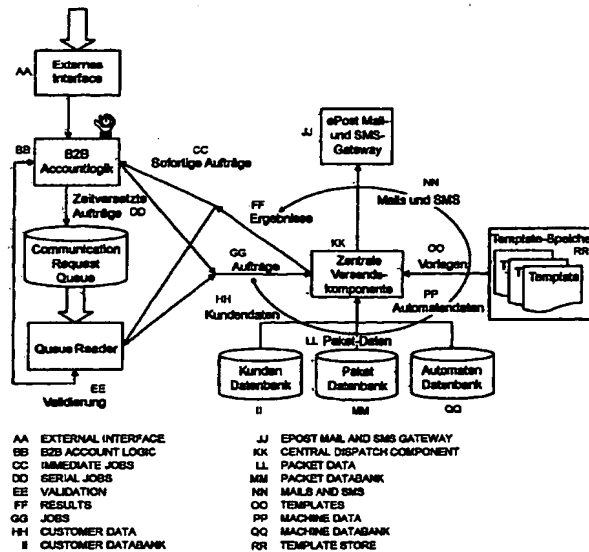 AA
Externes
Interface
BB
B2B
Accountlogik
CC
Sofortige Aufträge
Zeitversetzte
Aufträge DD
Communication
Request
Queue
Queue Reader
EE
Validierung
JJ
ePost Mail-
und SMS-
Gateway
FF
Ergebnisse
NN
Mails und SMS
GG
Aufträge
KK
Zentrale
Versende-
komponente
OO
Vorlagen
Template-Speicher
RR
Template
HH
Kundendaten
PP
Automatendaten
LL Paket-Daten
Kunden
Datenbank
II
Paket
Datenbank
MM
Automaten
Datenbank
QQ
AA EXTERNAL INTERFACE
BB B2B ACCOUNT LOGIC
CC IMMEDIATE JOBS
DD SERIAL JOBS
EE VALIDATION
FF RESULTS
GG JOBS
HH CUSTOMER DATA
II CUSTOMER DATABANK
JJ EPOST MAIL AND SMS GATEWAY
KK CENTRAL DISPATCH COMPONENT
LL PACKET DATA
MM PACKET DATABANK
NN MAILS AND SMS
OO TEMPLATES
PP MACHINE DATA
QQ MACHINE DATABANK
RR TEMPLATE STORE